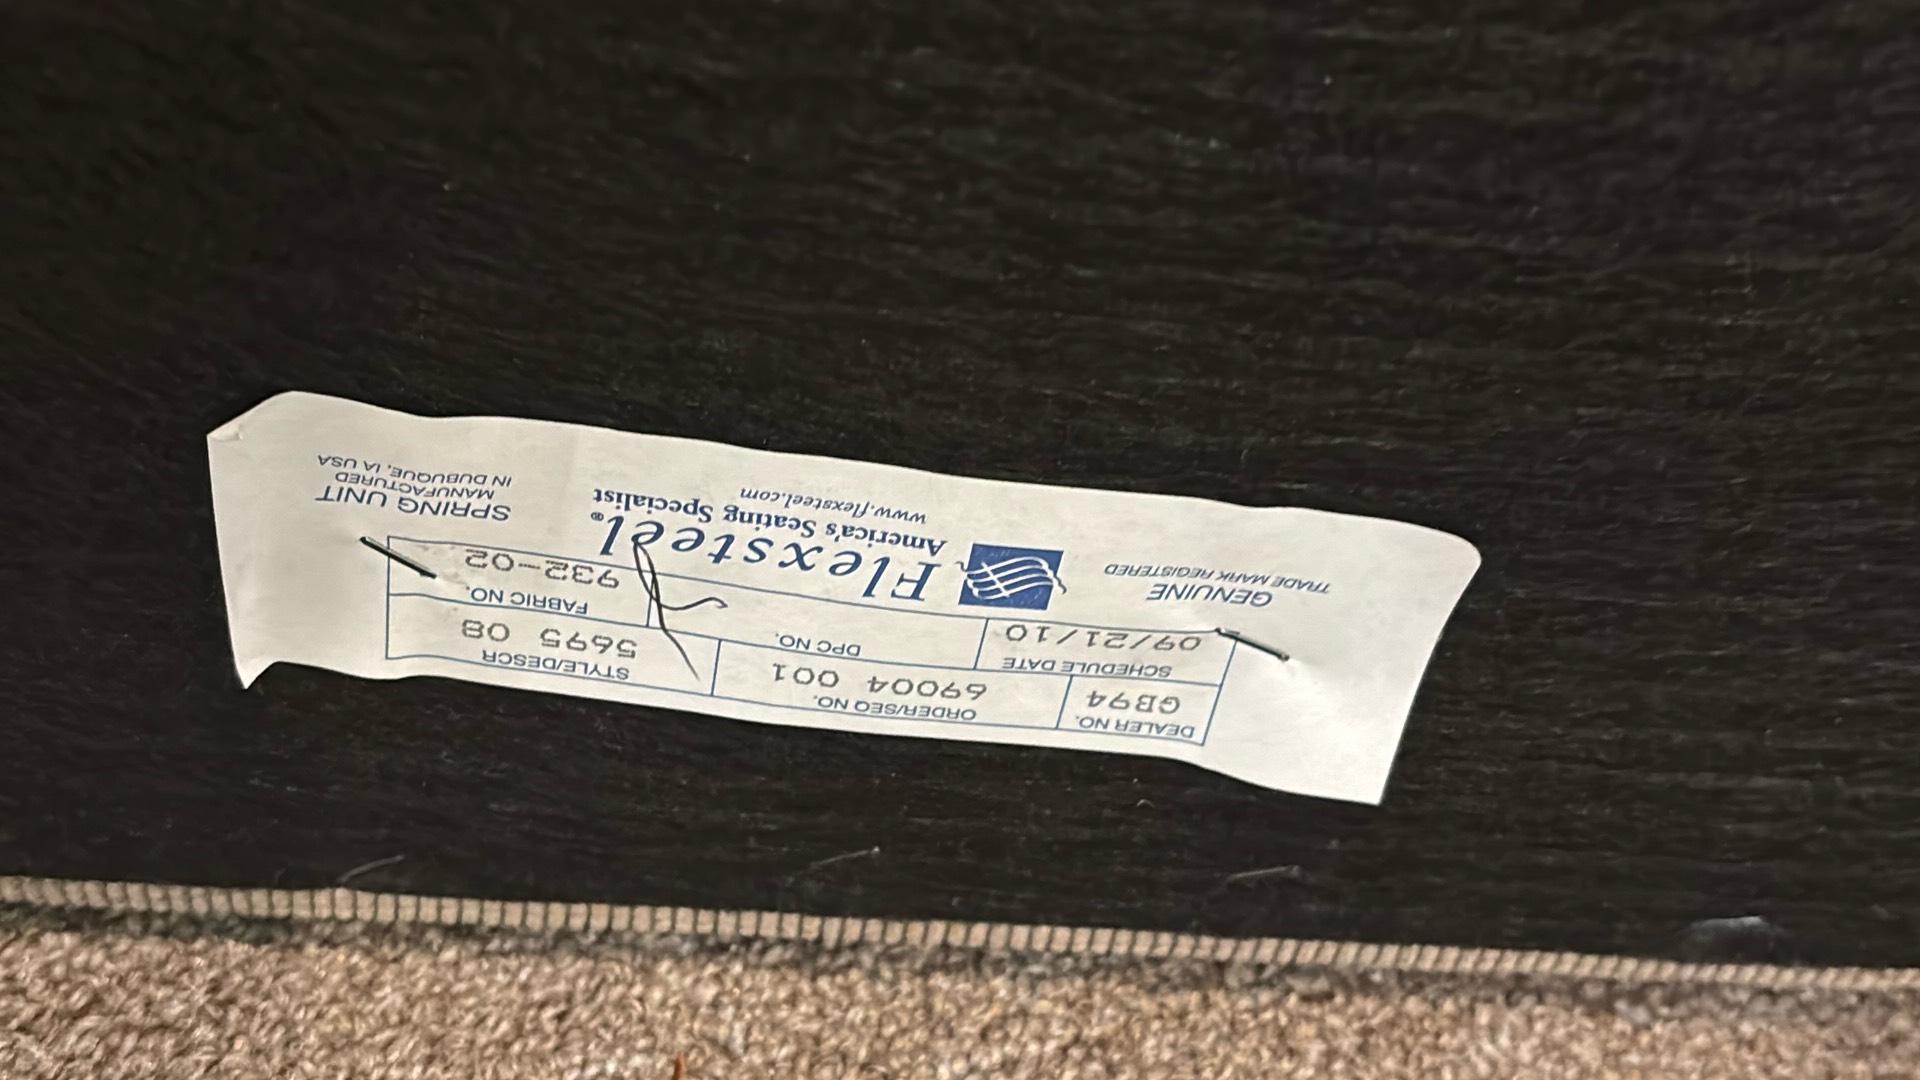 DEALER NO. ORDER/SEQ NO. STYLE/DESCR
GB94 69004 001 5695 08
SCHEDULE DATE DPC NO. FABRIC NO.
09/21/10 932-02
GENUINE
TRADE MARK REGISTERED
Flexsteel®
America's Seating Specialist
www.flexsteel.com
SPRING UNIT
MANUFACTURED
IN DUBUQUE, IA USA